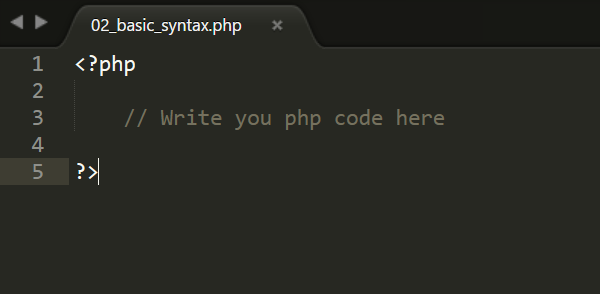 02_basic_syntax.php ×
1 <?php
2
3 // Write you php code here
4
5 ?>